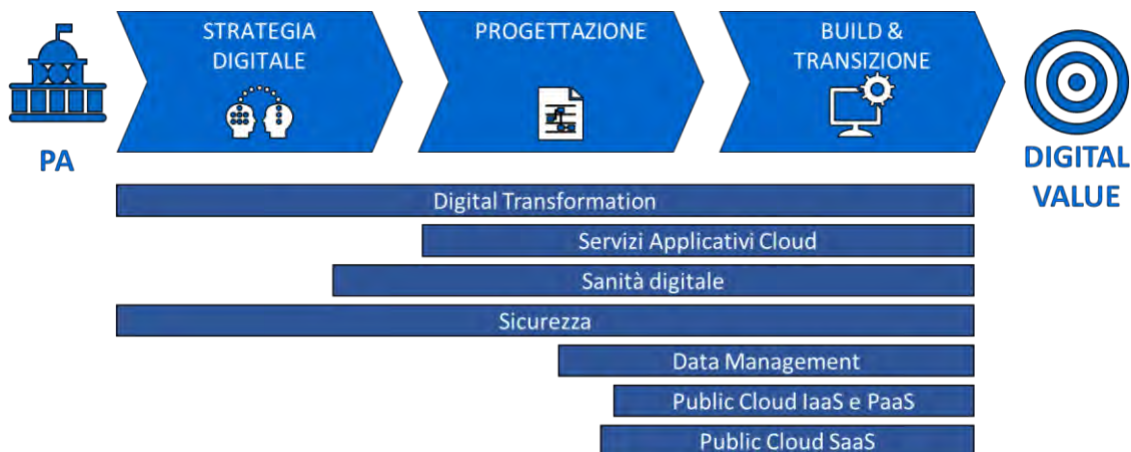 STRATEGIA
DIGITALE
PROGETTAZIONE
BUILD &
TRANSIZIONE
PA
DIGITAL
VALUE
Digital Transformation
Servizi Applicativi Cloud
Sanità digitale
Sicurezza
Data Management
Public Cloud IaaS e PaaS
Public Cloud SaaS